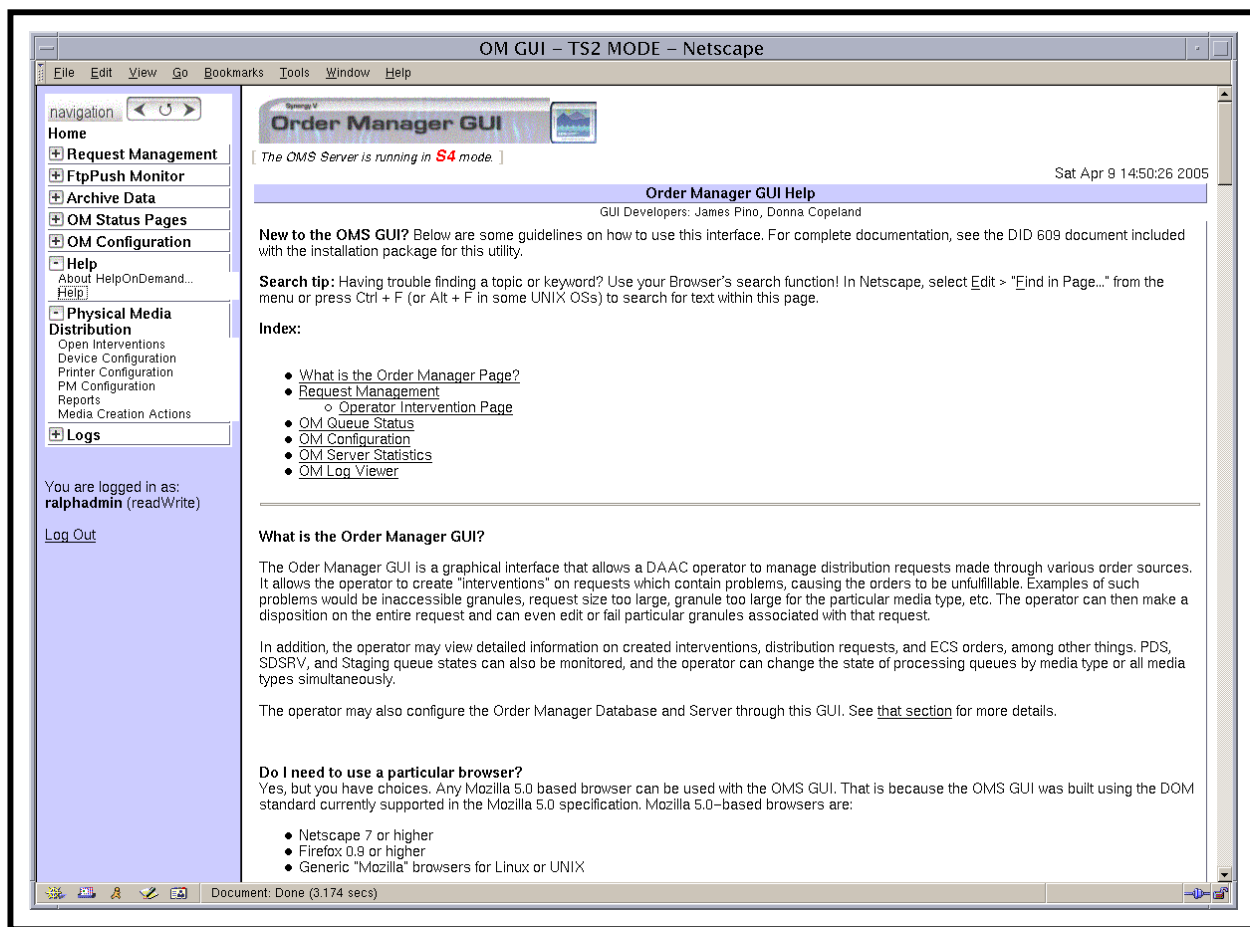 OM GUI – TS2 MODE – Netscape
File Edit View Go Bookmarks Tools Window Help
navigation
Home
Request Management
FtpPush Monitor
Archive Data
OM Status Pages
OM Configuration
Help
About HelpOnDemand...
Help
Physical Media
Distribution
Open Interventions
Device Configuration
Printer Configuration
PM Configuration
Reports
Media Creation Actions
Logs
You are logged in as:
ralphadmin (readWrite)
Log Out
Synergy V
Order Manager GUI
[ The OMS Server is running in S4 mode. ]
Sat Apr 9 14:50:26 2005
Order Manager GUI Help
GUI Developers: James Pino, Donna Copeland
New to the OMS GUI? Below are some guidelines on how to use this interface. For complete documentation, see the DID 609 document included
with the installation package for this utility.
Search tip: Having trouble finding a topic or keyword? Use your Browser's search function! In Netscape, select Edit > "Find in Page..." from the
menu or press Ctrl + F (or Alt + F in some UNIX OSs) to search for text within this page.
Index:
What is the Order Manager Page?
Request Management
Operator Intervention Page
OM Queue Status
OM Configuration
OM Server Statistics
OM Log Viewer
What is the Order Manager GUI?
The Oder Manager GUI is a graphical interface that allows a DAAC operator to manage distribution requests made through various order sources.
It allows the operator to create "interventions" on requests which contain problems, causing the orders to be unfulfillable. Examples of such
problems would be inaccessible granules, request size too large, granule too large for the particular media type, etc. The operator can then make a
disposition on the entire request and can even edit or fail particular granules associated with that request.
In addition, the operator may view detailed information on created interventions, distribution requests, and ECS orders, among other things. PDS,
SDSRV, and Staging queue states can also be monitored, and the operator can change the state of processing queues by media type or all media
types simultaneously.
The operator may also configure the Order Manager Database and Server through this GUI. See that section for more details.
Do I need to use a particular browser?
Yes, but you have choices. Any Mozilla 5.0 based browser can be used with the OMS GUI. That is because the OMS GUI was built using the DOM
standard currently supported in the Mozilla 5.0 specification. Mozilla 5.0–based browsers are:
Netscape 7 or higher
Firefox 0.9 or higher
Generic "Mozilla" browsers for Linux or UNIX
Document: Done (3.174 secs)